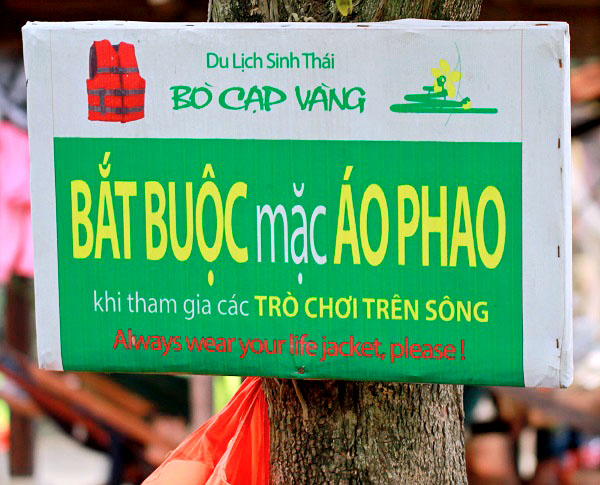 Du Lịch Sinh Thái
BÒ CẠP VÀNG
BẮT BUỘC mặc ÁO PHAO
khi tham gia các TRÒ CHƠI TRÊN SÔNG
Always wear your life jacket, please !